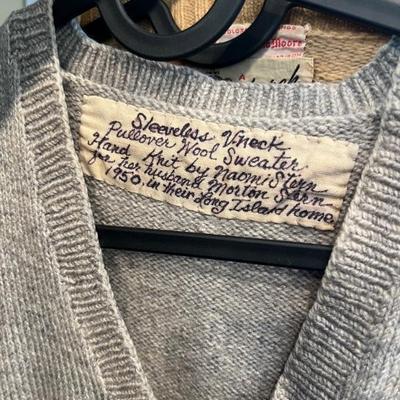 Sleeveless V neck
Pullover Wool Sweater
Hand Knit by Naomi Stern
for her husband Morton Stern
1950, in their Long Island home